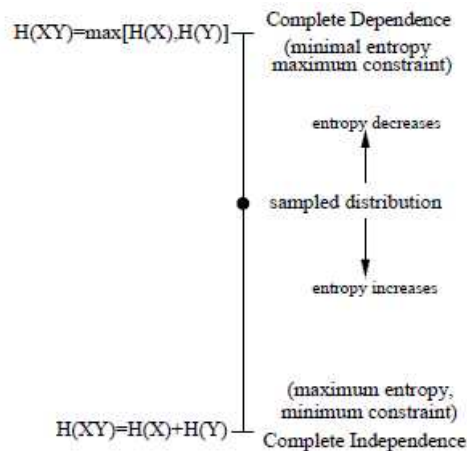 H(XY)=max[H(X),H(Y)]
Complete Dependence
(minimal entropy
maximum constraint)
entropy decreases
sampled distribution
entropy increases
(maximum entropy,
minimum constraint)
H(XY)=H(X)+H(Y)
Complete Independence